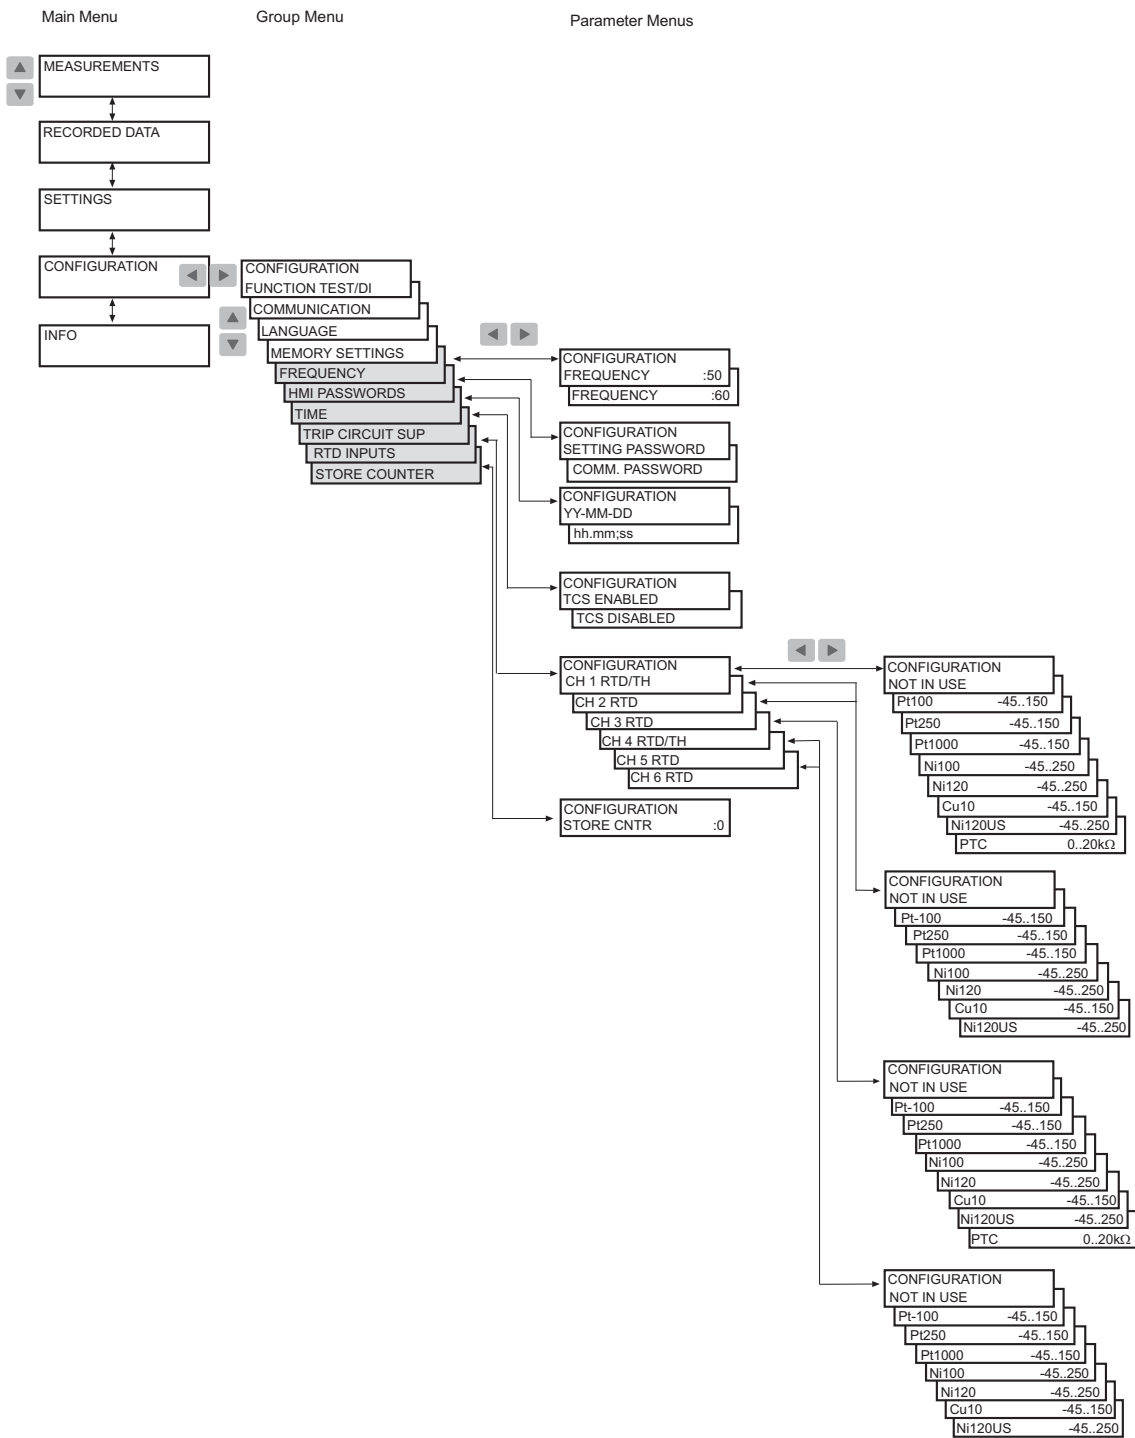 Main Menu
Group Menu
Parameter Menus
MEASUREMENTS
RECORDED DATA
SETTINGS
CONFIGURATION
INFO
CONFIGURATION
FUNCTION TEST/DI
COMMUNICATION
LANGUAGE
MEMORY SETTINGS
FREQUENCY
HMI PASSWORDS
TIME
TRIP CIRCUIT SUP
RTD INPUTS
STORE COUNTER
CONFIGURATION
FREQUENCY :50
FREQUENCY :60
CONFIGURATION
SETTING PASSWORD
COMM. PASSWORD
CONFIGURATION
YY-MM-DD
hh.mm;ss
CONFIGURATION
TCS ENABLED
TCS DISABLED
CONFIGURATION
CH 1 RTD/TH
CH 2 RTD
CH 3 RTD
CH 4 RTD/TH
CH 5 RTD
CH 6 RTD
CONFIGURATION
STORE CNTR :0
CONFIGURATION
NOT IN USE
Pt100 -45..150
Pt250 -45..150
Pt1000 -45..150
Ni100 -45..250
Ni120 -45..250
Cu10 -45..150
Ni120US -45..250
PTC 0..20kΩ
CONFIGURATION
NOT IN USE
Pt-100 -45..150
Pt250 -45..150
Pt1000 -45..150
Ni100 -45..250
Ni120 -45..250
Cu10 -45..150
Ni120US -45..250
CONFIGURATION
NOT IN USE
Pt-100 -45..150
Pt250 -45..150
Pt1000 -45..150
Ni100 -45..250
Ni120 -45..250
Cu10 -45..150
Ni120US -45..250
PTC 0..20kΩ
CONFIGURATION
NOT IN USE
Pt-100 -45..150
Pt250 -45..150
Pt1000 -45..150
Ni100 -45..250
Ni120 -45..250
Cu10 -45..150
Ni120US -45..250